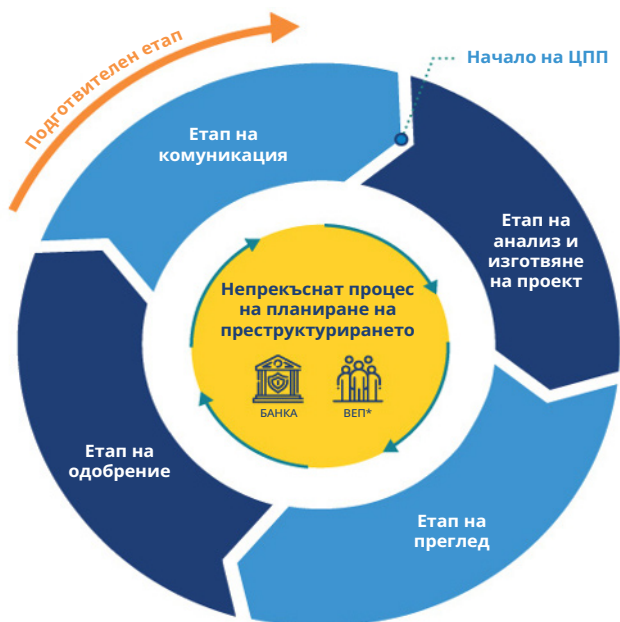 Подготвителен етап
Начало на ЦПП
Етап на
комуникация
Етап на
анализ и
изготвяне
на проект
Непрекъснат процес
на планиране на
преструктурирането
БАНКА
ВЕП*
Етап на
одобрение
Етап на
преглед